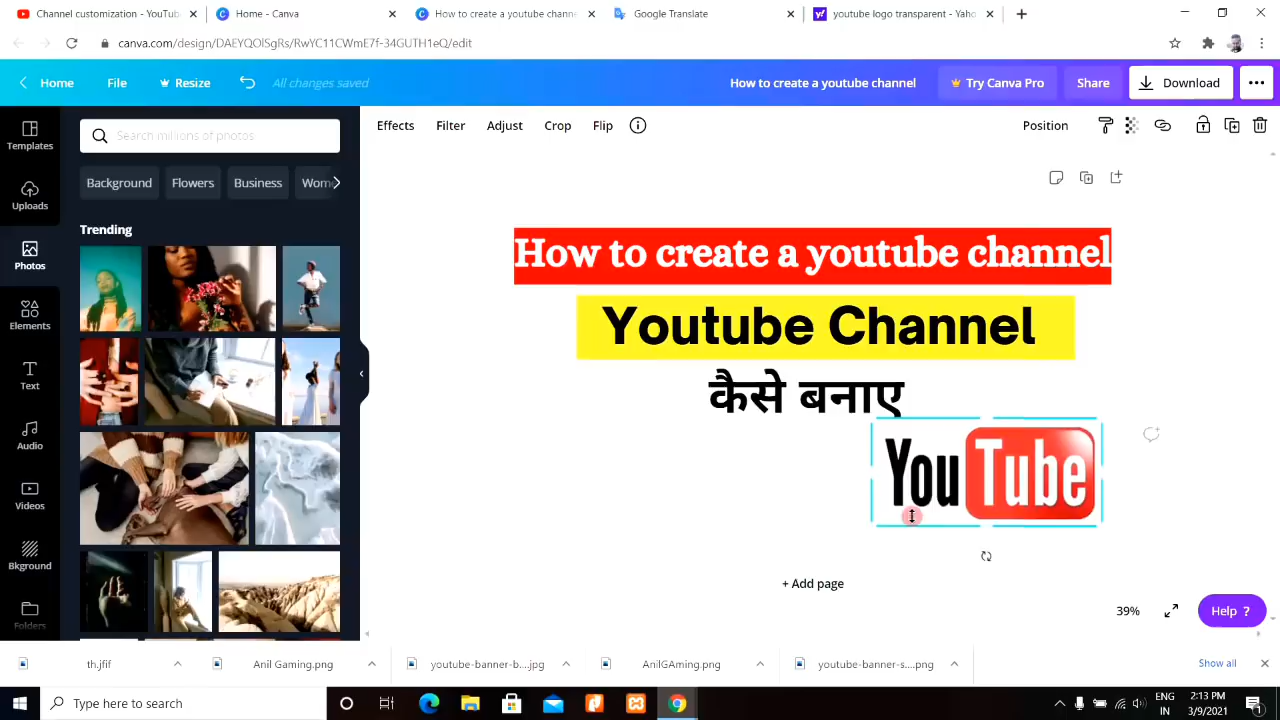 Channel customization - YouTub
Home - Canva
How to create a youtube channe
Google Translate
youtube logo transparent - Yaho
canva.com/design/DAEYQOlSgRs/RwYC11CWmE7f-34GUTH1eQ/edit
Home
File
Resize
All changes saved
How to create a youtube channel
Try Canva Pro
Share
Download
Effects
Filter
Adjust
Crop
Flip
Position
Templates
Uploads
Photos
Elements
Text
Audio
Videos
Bkground
Folders
Search millions of photos
Background
Flowers
Business
Wom
Trending
How to create a youtube channel
Youtube Channel
कैसे बनाए
YouTube
+ Add page
39%
Help ?
th.jfif
Anil Gaming.png
youtube-banner-b....jpg
AnilGAming.png
youtube-banner-s....png
Show all
Type here to search
ENG
IN
2:13 PM
3/9/2021
1